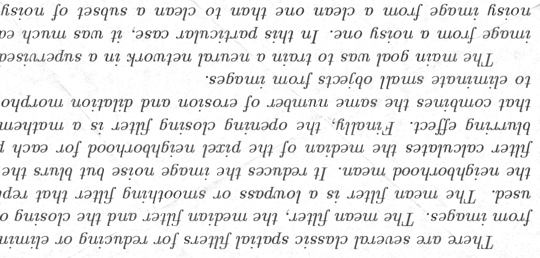 There are several classic spatial filters for reducing or elimin
from images. The mean filter, the median filter and the closing o
used. The mean filter is a lowpass or smoothing filter that repl
the neighborhood mean. It reduces the image noise but blurs the
filter calculates the median of the pixel neighborhood for each p
blurring effect. Finally, the opening closing filter is a mathem
that combines the same number of erosion and dilation morpho
to eliminate small objects from images.
The main goal was to train a neural network in a supervised
image from a noisy one. In this particular case, it was much ea
noisy image from a clean one than to clean a subset of noisy